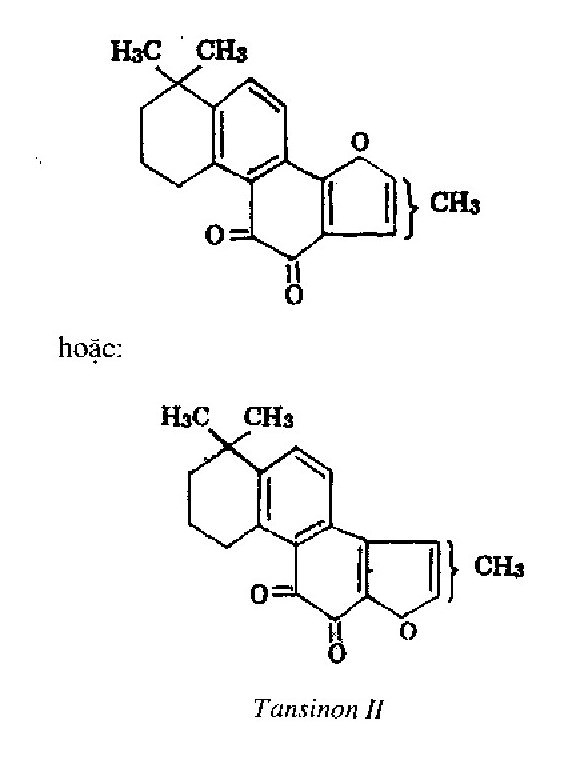 H₃C CH₃
O
CH₃
O
O
hoặc:
H₃C CH₃
CH₃
O
O
O
Tansinon II